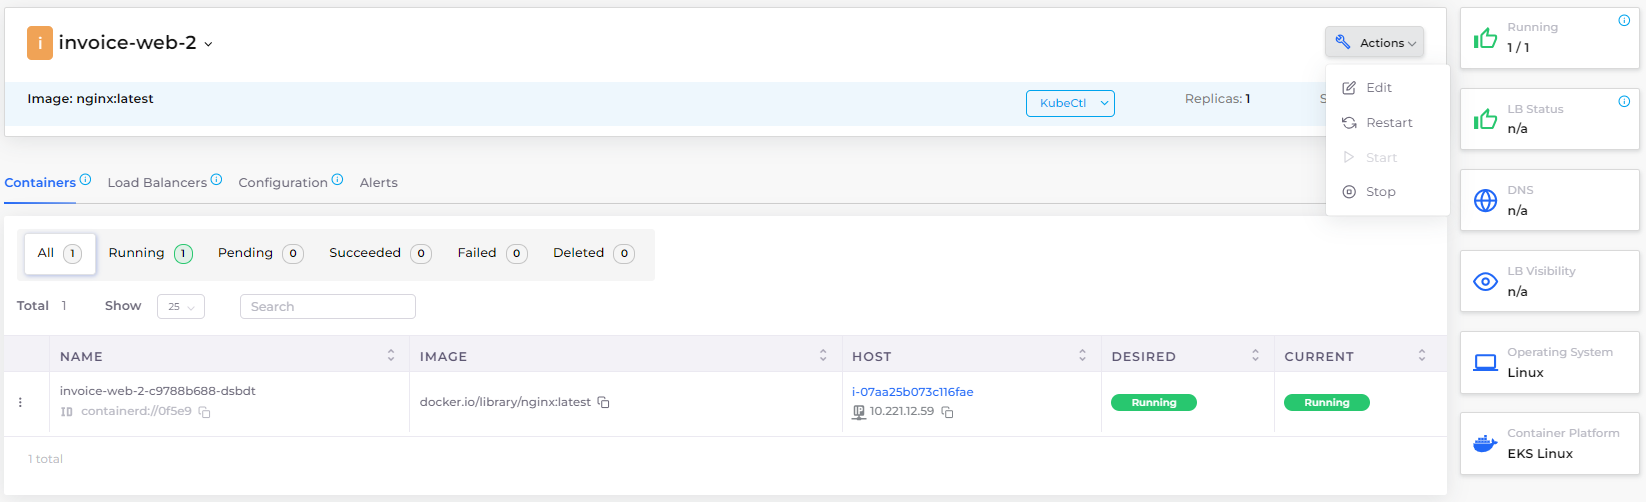 i invoice-web-2
Actions
Image: nginx:latest
KubeCtl
Replicas: 1
S
Edit
Restart
Start
Stop
Containers
Load Balancers
Configuration
Alerts
All 1
Running 1
Pending 0
Succeeded 0
Failed 0
Deleted 0
Total 1
Show 25
Search
NAME IMAGE HOST DESIRED CURRENT
invoice-web-2-c9788b688-dsbdt
ID containerd://0f5e9
docker.io/library/nginx:latest
i-07aa25b073c116fae
IP 10.221.12.59
Running
Running
1 total
Running
1 / 1
LB Status
n/a
DNS
n/a
LB Visibility
n/a
Operating System
Linux
Container Platform
EKS Linux